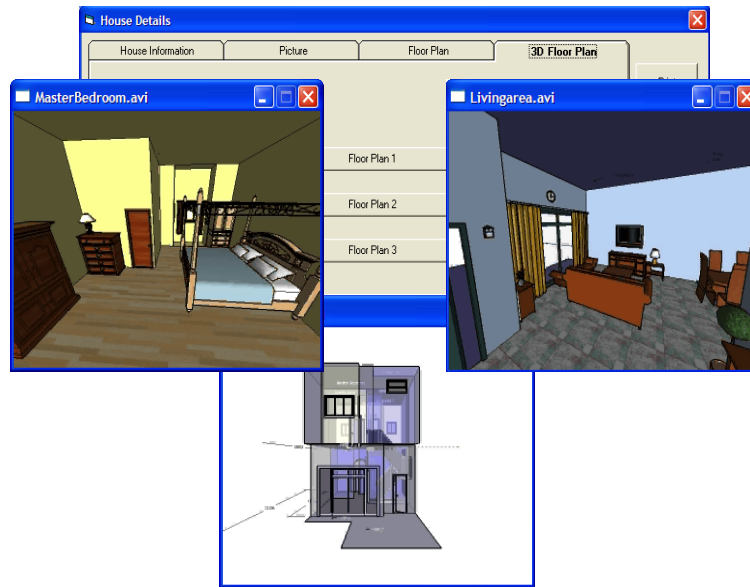 House Details
House Information
Picture
Floor Plan
3D Floor Plan
MasterBedroom.avi
Livingarea.avi
Floor Plan 1
Floor Plan 2
Floor Plan 3